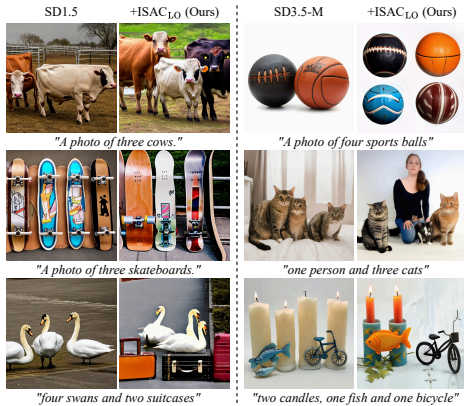 SD1.5 +ISAC_LO (Ours) SD3.5-M +ISAC_LO (Ours)
"A photo of three cows." "A photo of four sports balls"
"A photo of three skateboards." "one person and three cats"
"four swans and two suitcases" "two candles, one fish and one bicycle"